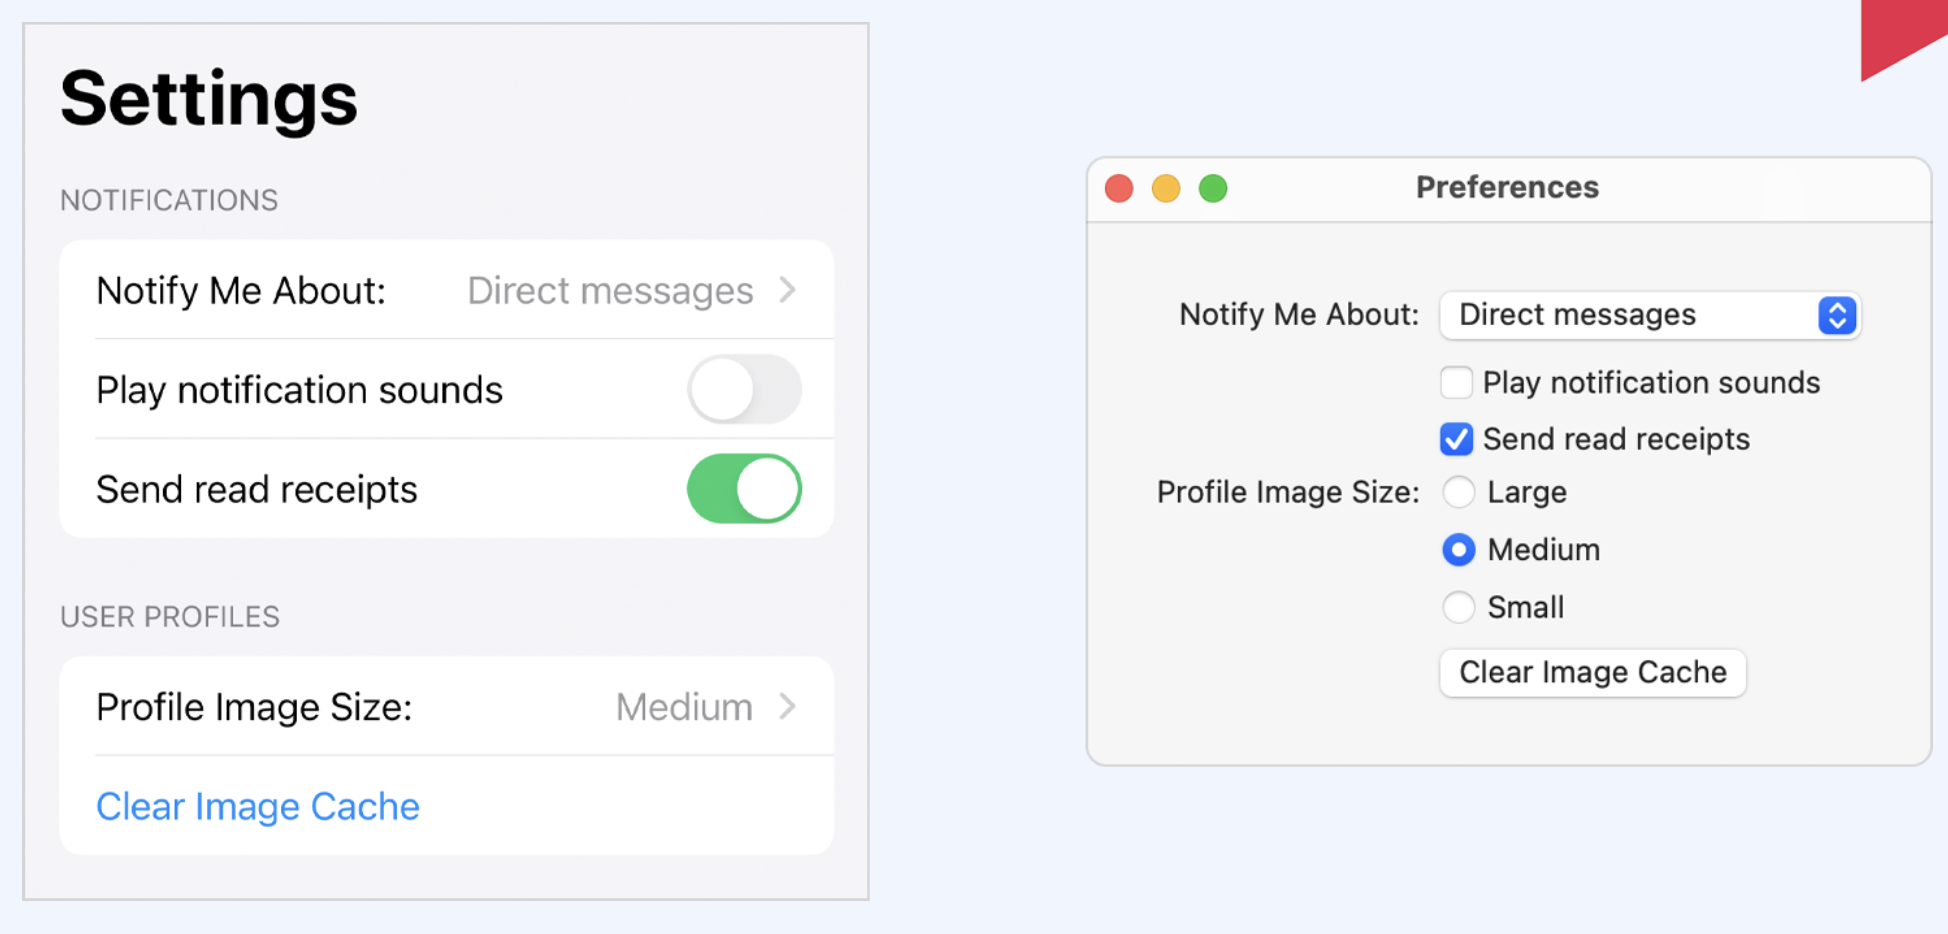 Settings
NOTIFICATIONS
Notify Me About: Direct messages
Play notification sounds
Send read receipts
USER PROFILES
Profile Image Size: Medium
Clear Image Cache
Preferences
Notify Me About: Direct messages
Play notification sounds
Send read receipts
Profile Image Size: Large
Medium
Small
Clear Image Cache